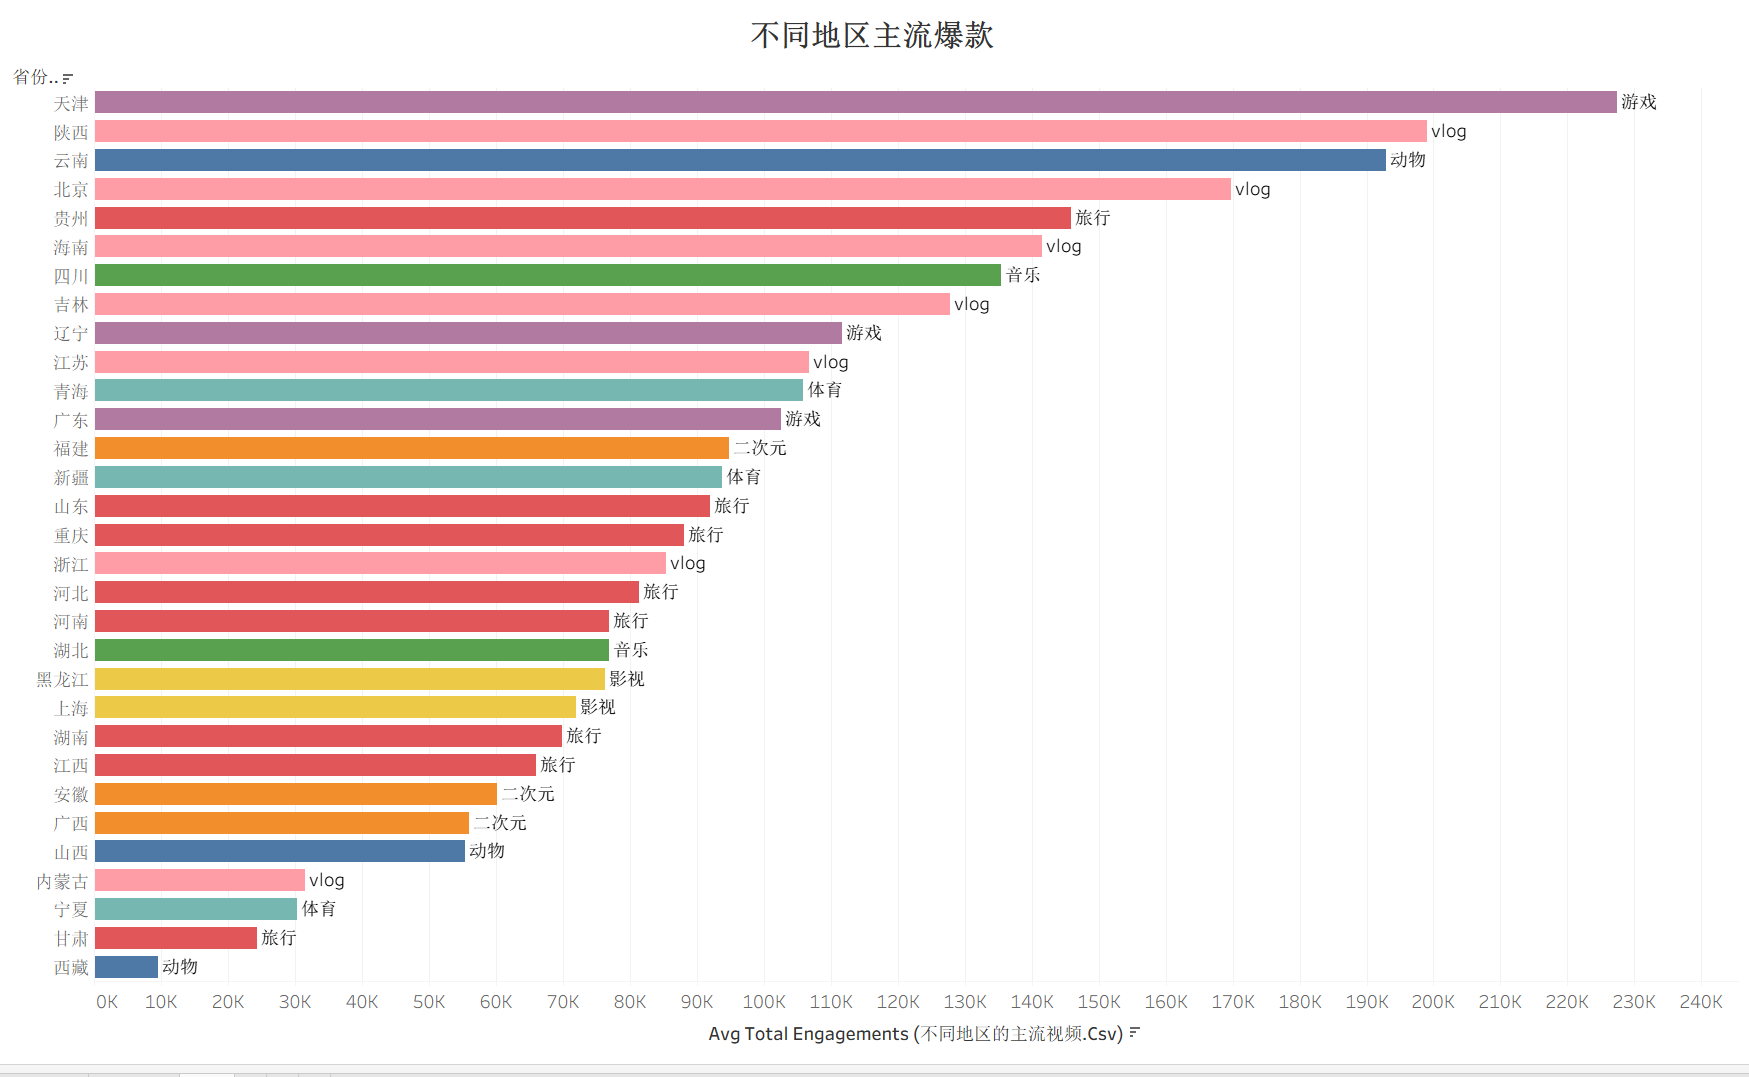 不同地区主流爆款
省份..
天津 游戏
陕西 vlog
云南 动物
北京 vlog
贵州 旅行
海南 vlog
四川 音乐
吉林 vlog
辽宁 游戏
江苏 vlog
青海 体育
广东 游戏
福建 二次元
新疆 体育
山东 旅行
重庆 旅行
浙江 vlog
河北 旅行
河南 旅行
湖北 音乐
黑龙江 影视
上海 影视
湖南 旅行
江西 旅行
安徽 二次元
广西 二次元
山西 动物
内蒙古 vlog
宁夏 体育
甘肃 旅行
西藏 动物
0K 10K 20K 30K 40K 50K 60K 70K 80K 90K 100K 110K 120K 130K 140K 150K 160K 170K 180K 190K 200K 210K 220K 230K 240K
Avg Total Engagements (不同地区的主流视频.Csv)